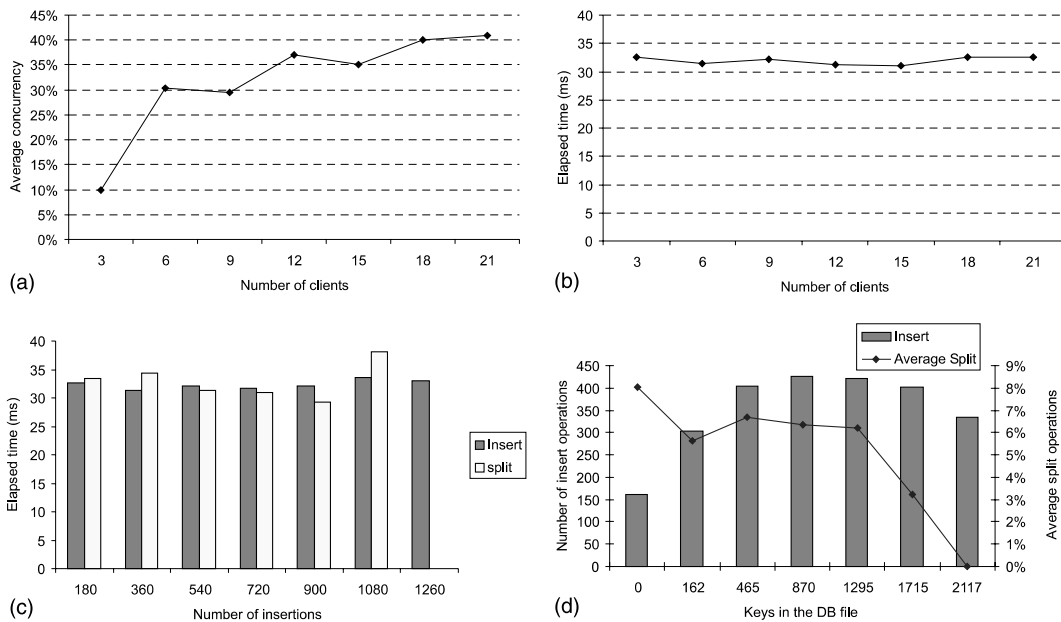 45%
40%
35%
30%
25%
20%
15%
10%
5%
0%
Average concurrency
3 6 9 12 15 18 21
Number of clients
(a)
40
35
30
25
20
15
10
5
0
Elapsed time (ms)
3 6 9 12 15 18 21
Number of clients
(b)
40
35
30
25
20
15
10
5
0
Elapsed time (ms)
180 360 540 720 900 1080 1260
Number of insertions
Insert
split
(c)
Insert
Average Split
450
400
350
300
250
200
150
100
50
0
Number of insert operations
9%
8%
7%
6%
5%
4%
3%
2%
1%
0%
Average split operations
0 162 465 870 1295 1715 2117
Keys in the DB file
(d)